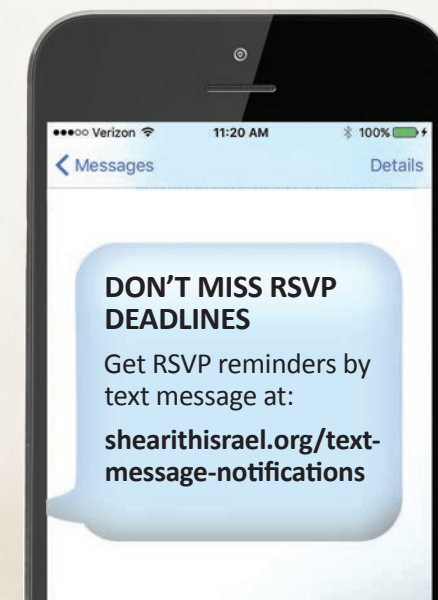 Verizon 11:20 AM 100%
Messages Details
DON'T MISS RSVP
DEADLINES
Get RSVP reminders by
text message at:
shearithisrael.org/text-
message-notifications